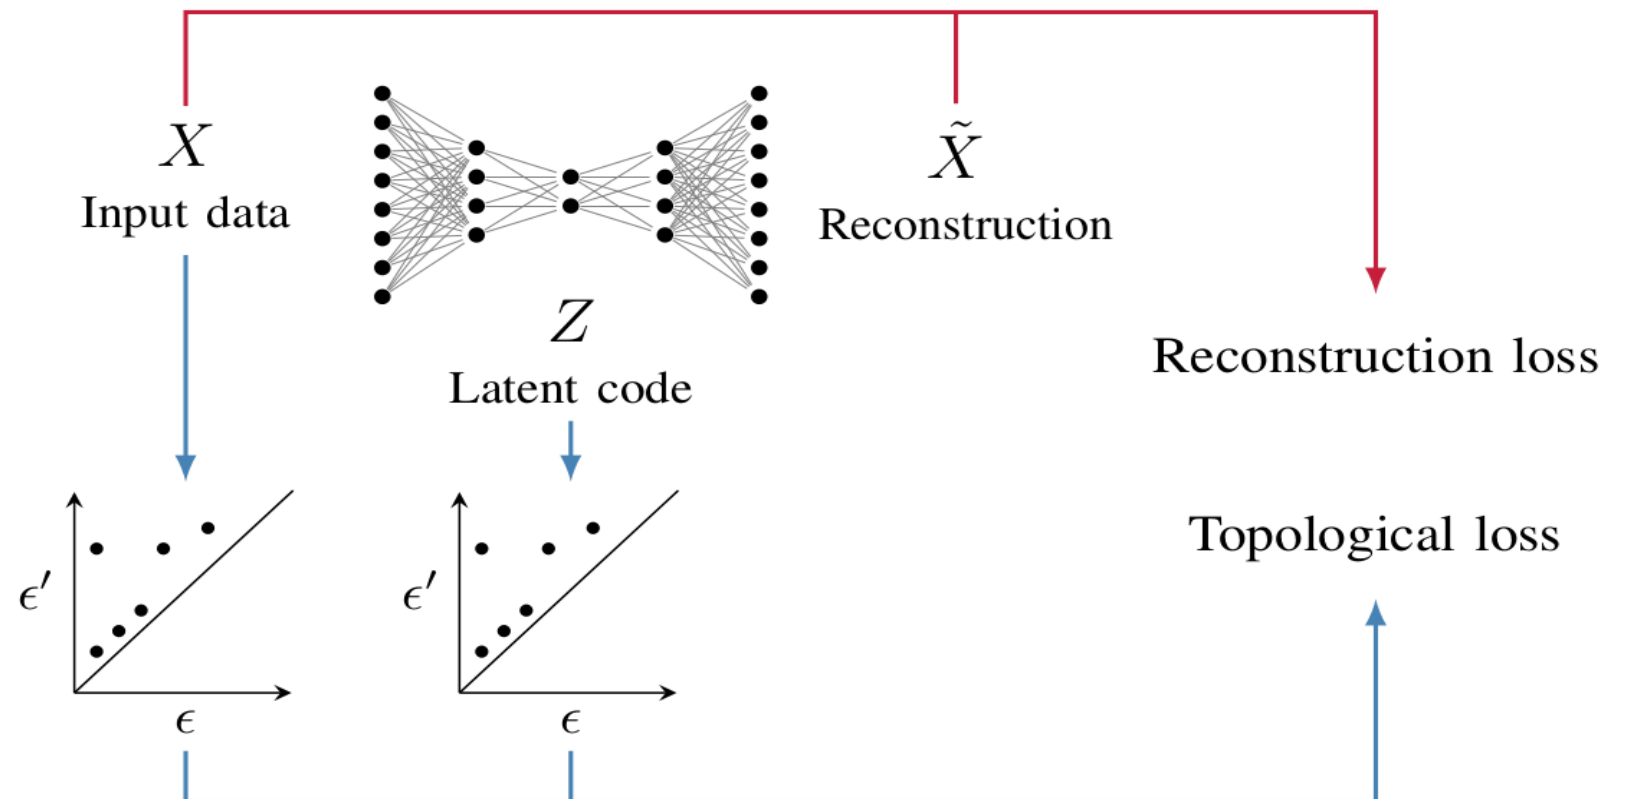 X
Input data
X̃
Reconstruction
Z
Latent code
Reconstruction loss
Topological loss
ϵ′
ϵ
ϵ′
ϵ